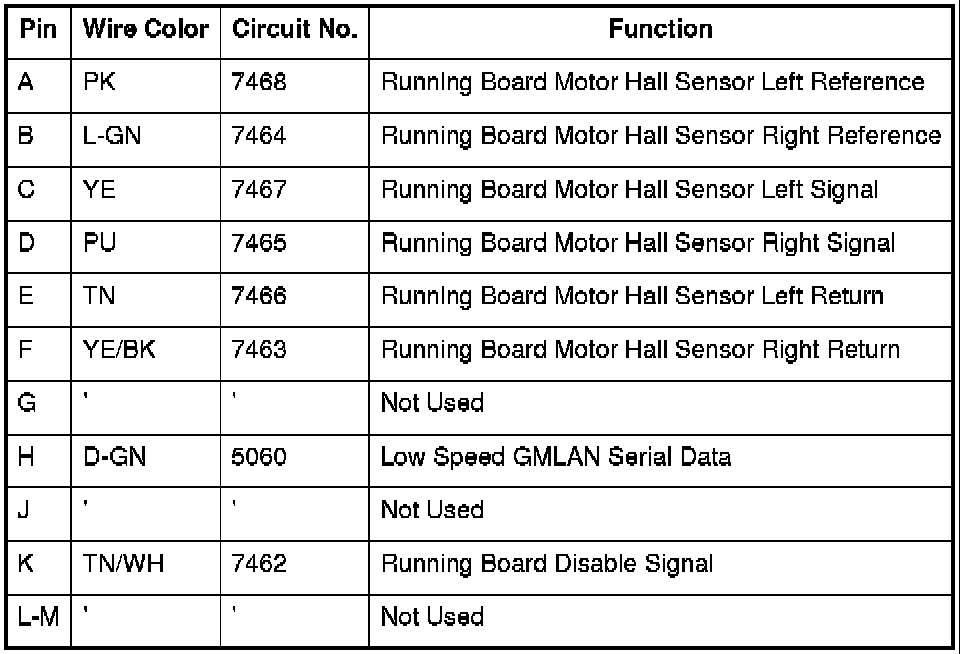 Pin Wire Color Circuit No. Function
A PK 7468 Running Board Motor Hall Sensor Left Reference
B L-GN 7464 Running Board Motor Hall Sensor Right Reference
C YE 7467 Running Board Motor Hall Sensor Left Signal
D PU 7465 Running Board Motor Hall Sensor Right Signal
E TN 7466 Running Board Motor Hall Sensor Left Return
F YE/BK 7463 Running Board Motor Hall Sensor Right Return
G ' ' Not Used
H D-GN 5060 Low Speed GMLAN Serial Data
J ' ' Not Used
K TN/WH 7462 Running Board Disable Signal
L-M ' ' Not Used